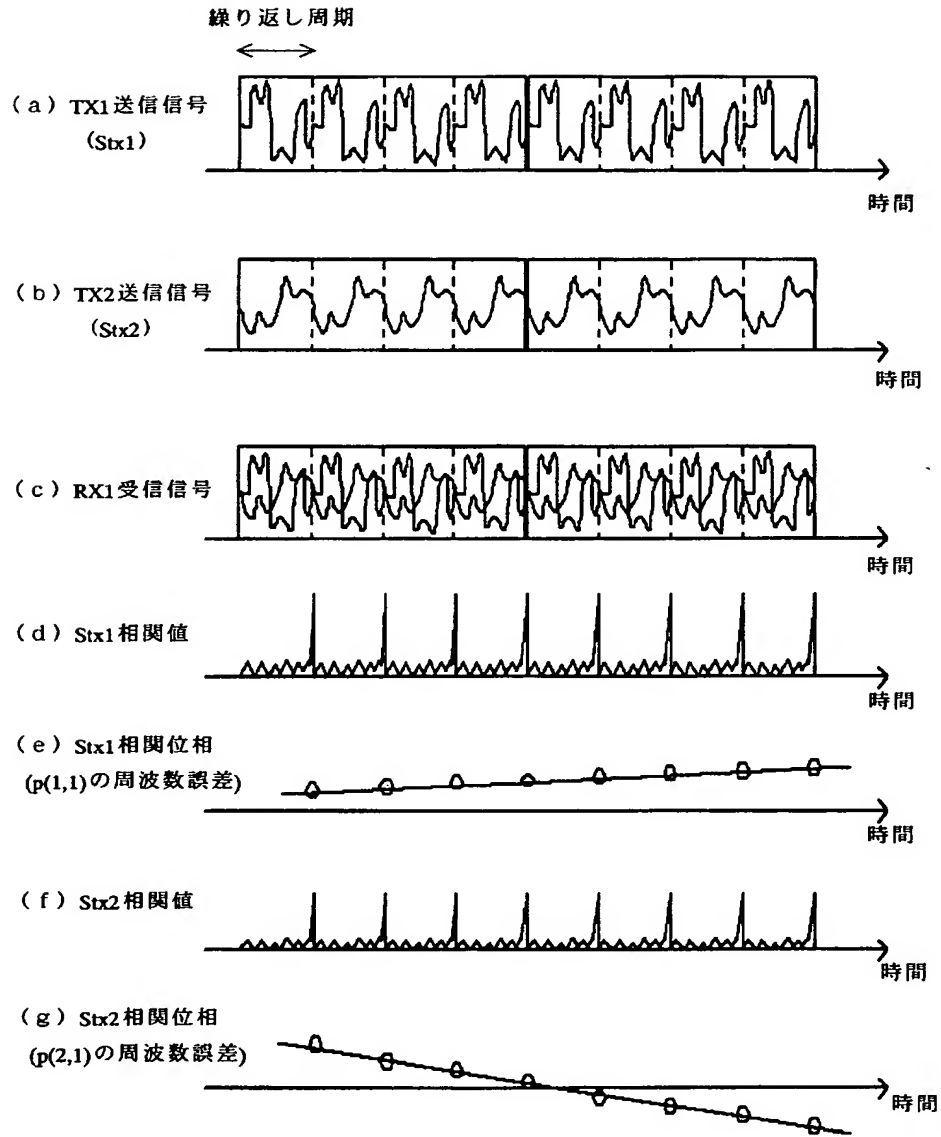 繰り返し周期
(a) TX1送信信号
(Stx1)
時間
(b) TX2送信信号
(Stx2)
時間
(c) RX1受信信号
時間
(d) Stx1相関値
時間
(e) Stx1相関位相
(p(1,1)の周波数誤差)
時間
(f) Stx2相関値
時間
(g) Stx2相関位相
(p(2,1)の周波数誤差)
時間